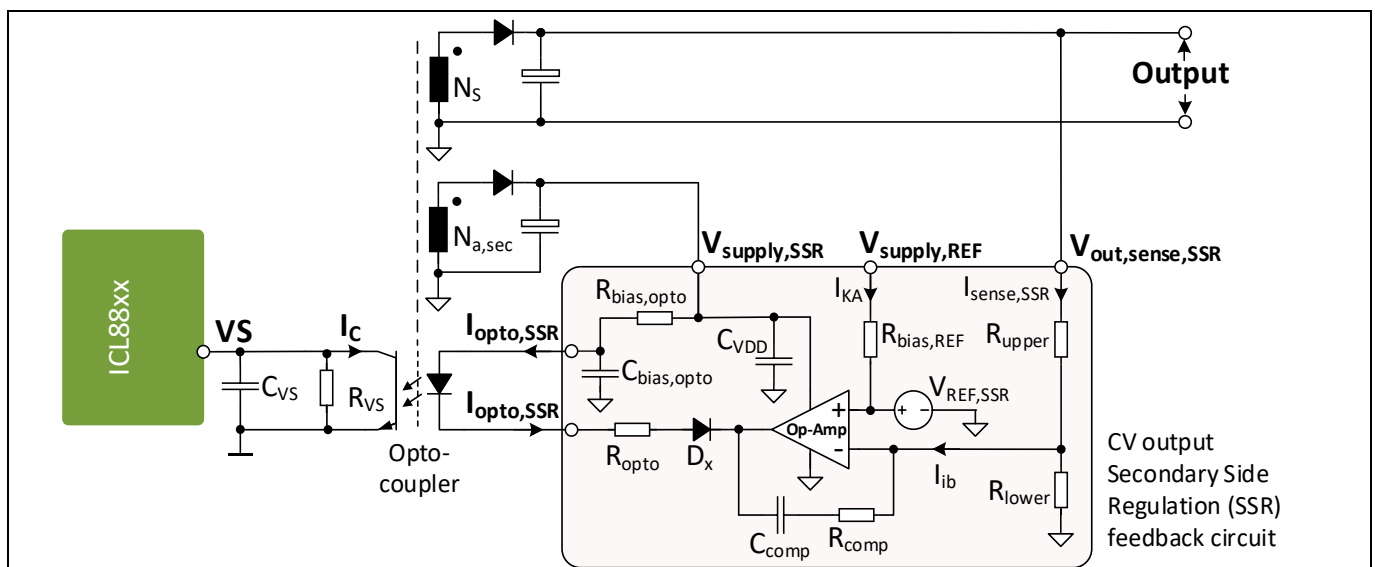 N_S
Output
N_a,sec
V_supply,SSR
V_supply,REF
V_out,sense,SSR
ICL88xx
VS
I_C
C_VS
R_VS
Opto-
coupler
I_opto,SSR
I_opto,SSR
R_bias,opto
C_bias,opto
C_VDD
I_KA
R_bias,REF
I_sense,SSR
R_upper
V_REF,SSR
+
-
+
-
Op-Amp
R_opto
D_x
I_ib
R_lower
C_comp
R_comp
CV output
Secondary Side
Regulation (SSR)
feedback circuit